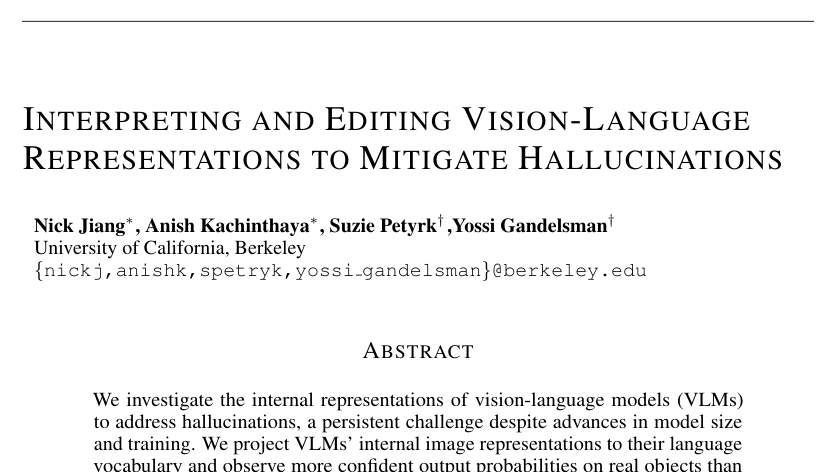 INTERPRETING AND EDITING VISION-LANGUAGE
REPRESENTATIONS TO MITIGATE HALLUCINATIONS
Nick Jiang*, Anish Kachinthaya*, Suzie Petyrk†,Yossi Gandelsman†
University of California, Berkeley
{nickj,anishk,spetryk,yossi_gandelsman}@berkeley.edu
ABSTRACT
We investigate the internal representations of vision-language models (VLMs)
to address hallucinations, a persistent challenge despite advances in model size
and training. We project VLMs' internal image representations to their language
vocabulary and observe more confident output probabilities on real objects than